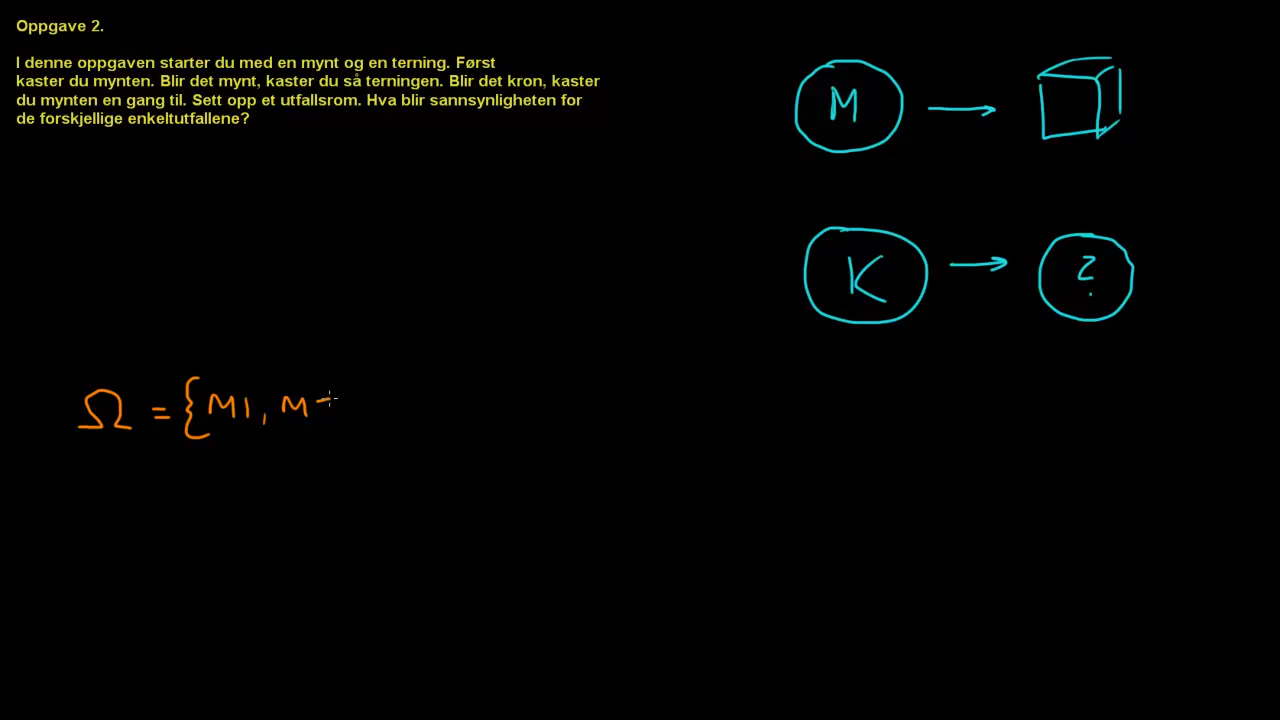 Oppgave 2.
I denne oppgaven starter du med en mynt og en terning. Først
kaster du mynten. Blir det mynt, kaster du så terningen. Blir det kron, kaster
du mynten en gang til. Sett opp et utfallsrom. Hva blir sannsynligheten for
de forskjellige enkeltutfallene?
M
K
?
Ω = { M1, M